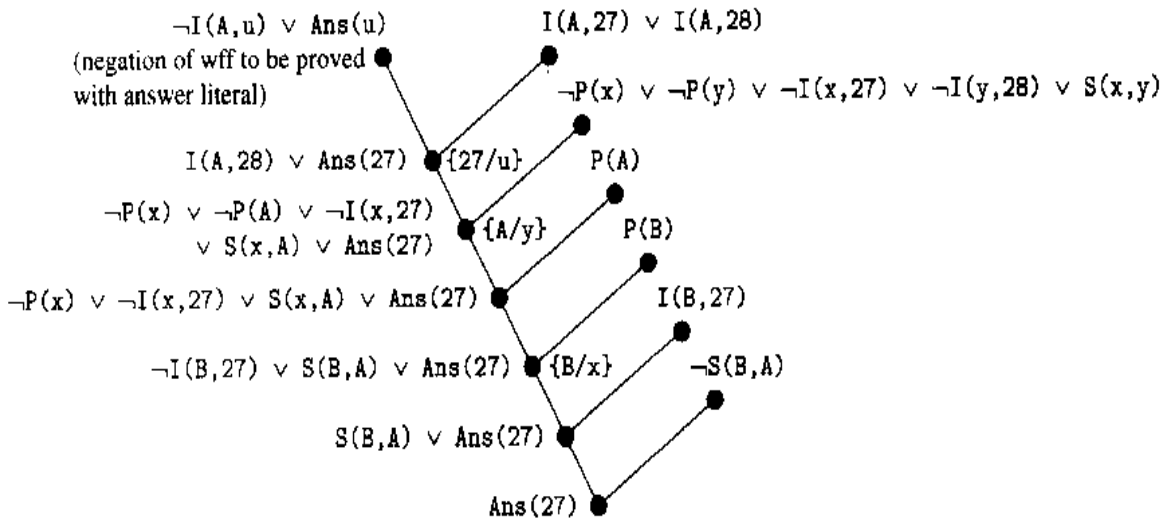 ¬I(A,u) ∨ Ans(u)
I(A,27) ∨ I(A,28)
(negation of wff to be proved
with answer literal)
¬P(x) ∨ ¬P(y) ∨ ¬I(x,27) ∨ ¬I(y,28) ∨ S(x,y)
I(A,28) ∨ Ans(27)
{27/u}
P(A)
¬P(x) ∨ ¬P(A) ∨ ¬I(x,27)
∨ S(x,A) ∨ Ans(27)
{A/y}
P(B)
¬P(x) ∨ ¬I(x,27) ∨ S(x,A) ∨ Ans(27)
I(B,27)
¬I(B,27) ∨ S(B,A) ∨ Ans(27)
{B/x}
¬S(B,A)
S(B,A) ∨ Ans(27)
Ans(27)